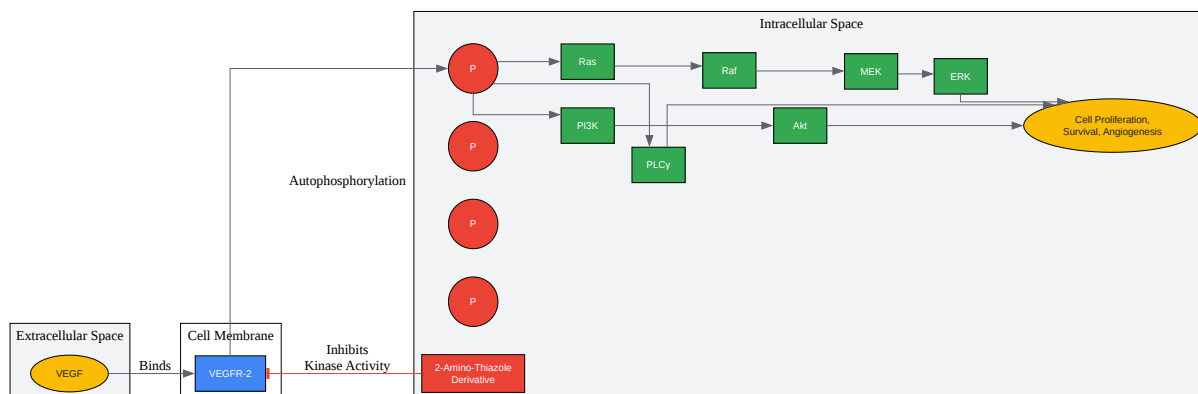 Intracellular Space
P
Ras
Raf
MEK
ERK
PI3K
Akt
Cell Proliferation,
Survival, Angiogenesis
P
PLCγ
Autophosphorylation
P
P
Extracellular Space
Cell Membrane
VEGF
Binds
VEGFR-2
Inhibits
Kinase Activity
2-Amino-Thiazole
Derivative